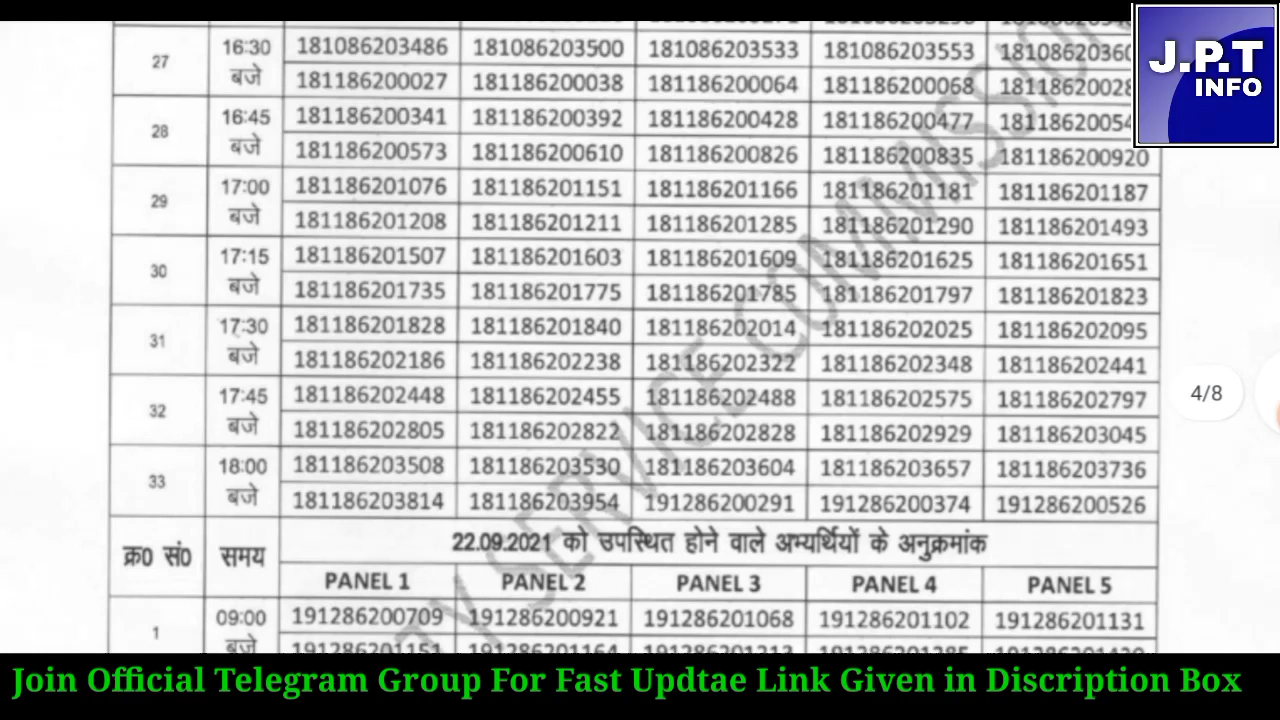 J.P.T
INFO
27 16:30 बजे 181086203486 181086203500 181086203533 181086203553
181186200027 181186200038 181186200064 181186200068
28 16:45 बजे 181186200341 181186200392 181186200428 181186200477
181186200573 181186200610 181186200826 181186200835 181186200920
29 17:00 बजे 181186201076 181186201151 181186201166 181186201181 181186201187
181186201208 181186201211 181186201285 181186201290 181186201493
30 17:15 बजे 181186201507 181186201603 181186201609 181186201625 181186201651
181186201735 181186201775 181186201785 181186201797 181186201823
31 17:30 बजे 181186201828 181186201840 181186202014 181186202025 181186202095
181186202186 181186202238 181186202322 181186202348 181186202441
32 17:45 बजे 181186202448 181186202455 181186202488 181186202575 181186202797
181186202805 181186202822 181186202828 181186202929 181186203045
33 18:00 बजे 181186203508 181186203530 181186203604 181186203657 181186203736
181186203814 181186203954 191286200291 191286200374 191286200526
क्र0 सं0 समय 22.09.2021 को उपस्थित होने वाले अभ्यर्थियों के अनुक्रमांक
PANEL 1 PANEL 2 PANEL 3 PANEL 4 PANEL 5
1 09:00 बजे 191286200709 191286200921 191286201068 191286201102 191286201131
4/8
SERVICE COMMISSION
Join Official Telegram Group For Fast Updtae Link Given in Discription Box